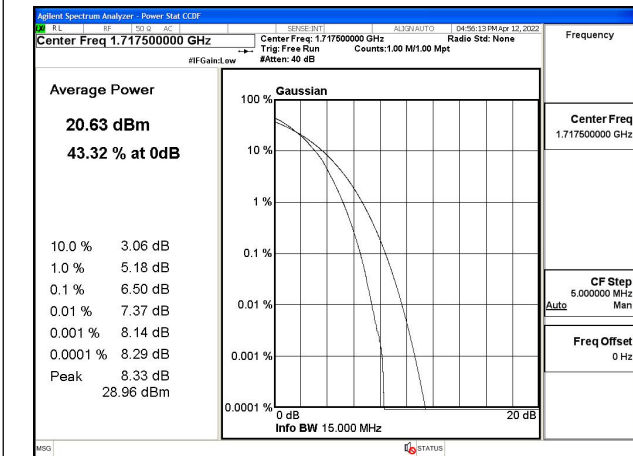 Agilent Spectrum Analyzer - Power Stat CCDF
LXI RL RF 50 Ω AC SENSE:INT ALIGN AUTO 04:56:13 PM Apr 12, 2022
Center Freq 1.717500000 GHz
Center Freq: 1.717500000 GHz Radio Std: None
Trig: Free Run Counts:1.00 M/1.00 Mpt
#IFGain:Low #Atten: 40 dB
Frequency
Average Power
20.63 dBm
43.32 % at 0dB
10.0 % 3.06 dB
1.0 % 5.18 dB
0.1 % 6.50 dB
0.01 % 7.37 dB
0.001 % 8.14 dB
0.0001 % 8.29 dB
Peak 8.33 dB
28.96 dBm
Gaussian
100 %
10 %
1 %
0.1 %
0.01 %
0.001 %
0.0001 %
0 dB 20 dB
Info BW 15.000 MHz
Center Freq
1.717500000 GHz
CF Step
5.000000 MHz
Auto Man
Freq Offset
0 Hz
MSG STATUS